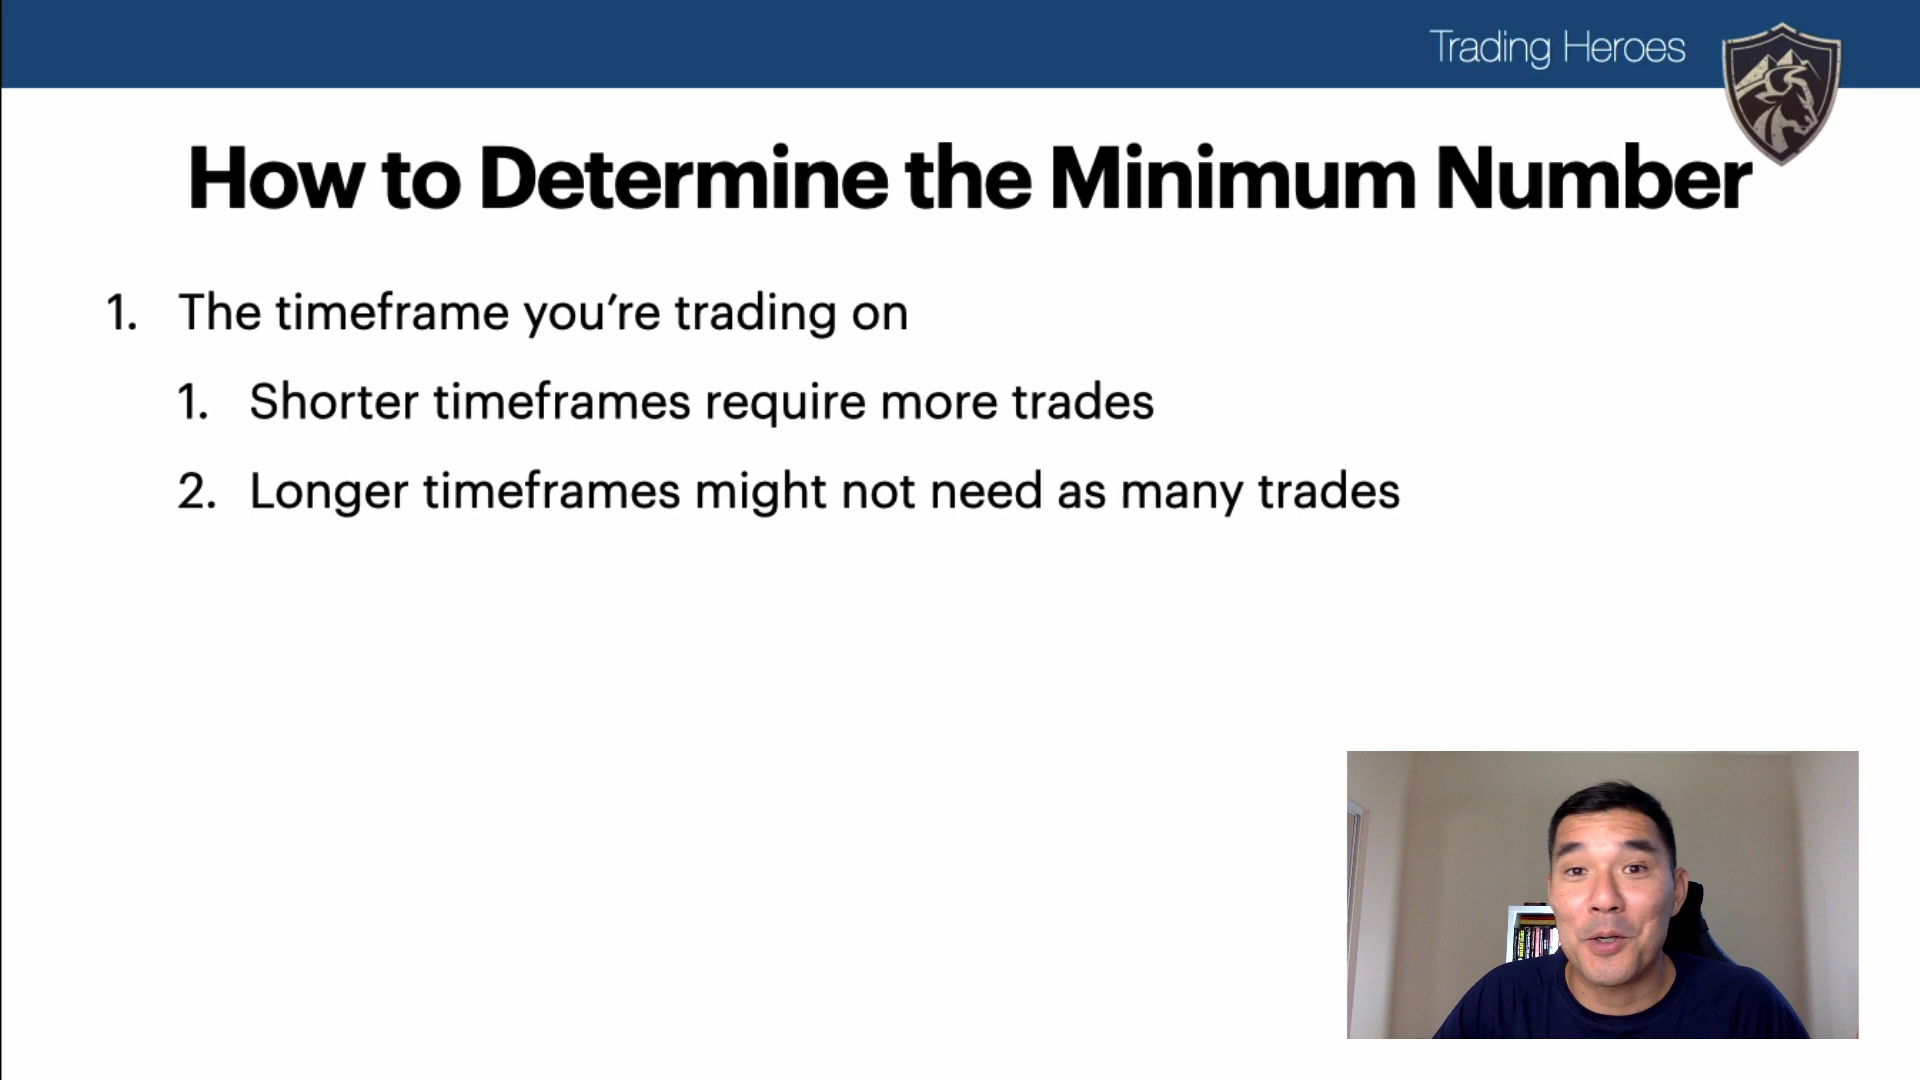 Trading Heroes
How to Determine the Minimum Number
1. The timeframe you’re trading on
1. Shorter timeframes require more trades
2. Longer timeframes might not need as many trades